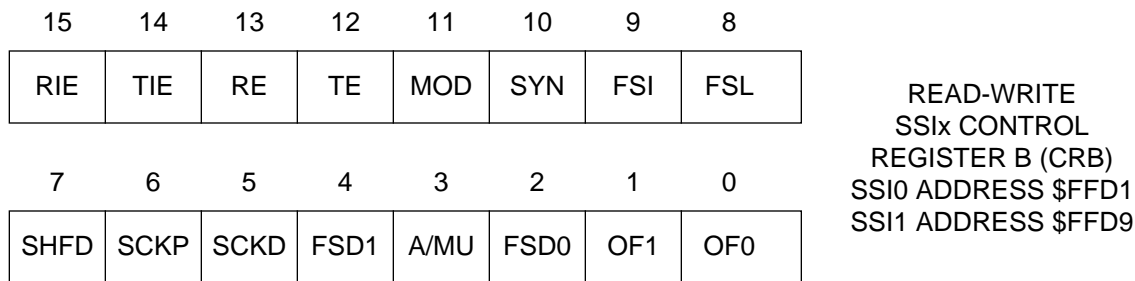 15 14 13 12 11 10 9 8
RIE TIE RE TE MOD SYN FSI FSL
7 6 5 4 3 2 1 0
SHFD SCKP SCKD FSD1 A/MU FSD0 OF1 OF0
READ-WRITE
SSIx CONTROL
REGISTER B (CRB)
SSI0 ADDRESS $FFD1
SSI1 ADDRESS $FFD9